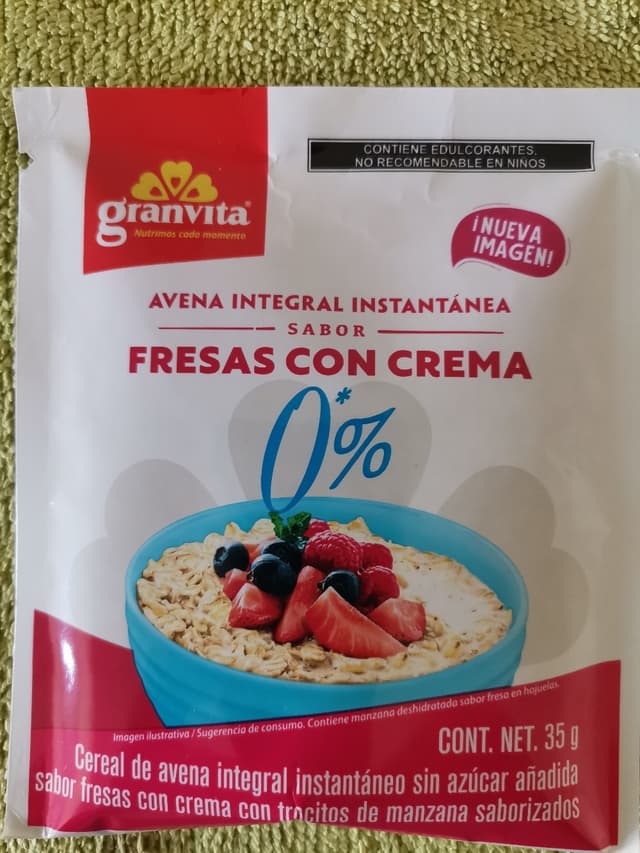 CONTIENE EDULCORANTES,
NO RECOMENDABLE EN NIÑOS
granvita®
Nutrimos cada momento
¡NUEVA
IMAGEN!
AVENA INTEGRAL INSTANTÁNEA
SABOR
FRESAS CON CREMA
0*%
Imagen ilustrativa / Sugerencia de consumo. Contiene manzana deshidratada sabor fresa en hojuelas.
CONT. NET. 35 g
Cereal de avena integral instantáneo sin azúcar añadida
sabor fresas con crema con trocitos de manzana saborizados